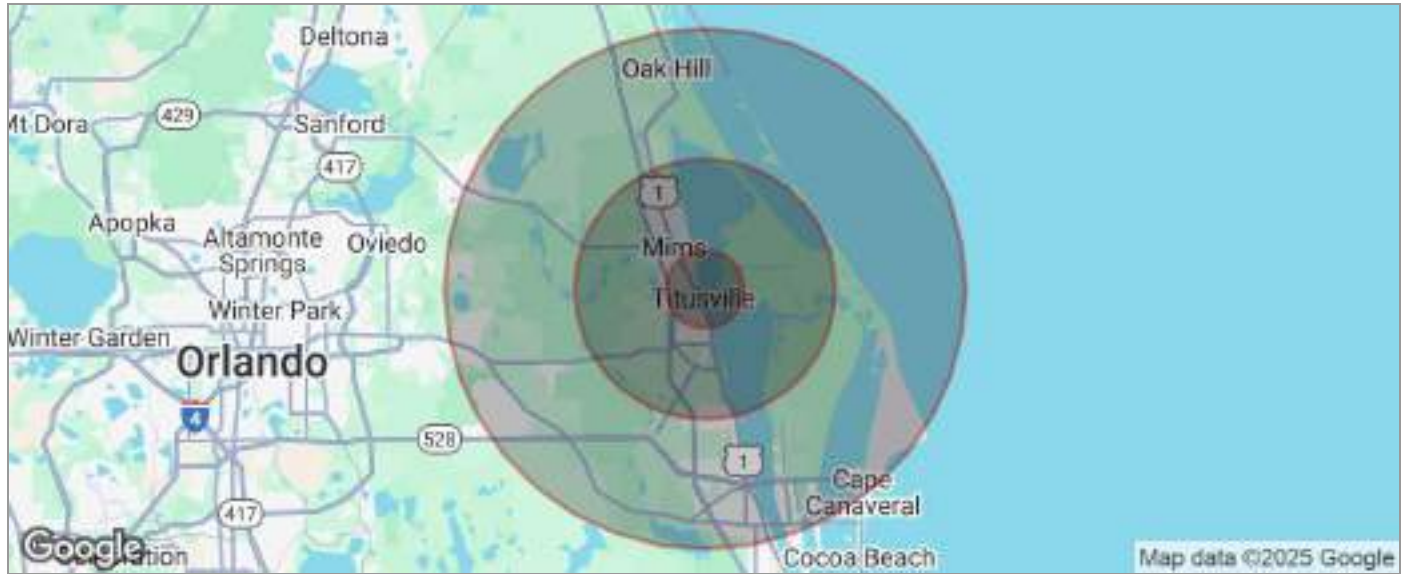 Deltona
Oak Hill
Mt Dora
429
Sanford
417
1
Apopka
Altamonte
Springs
Oviedo
Mims
Winter Park
Titusville
Winter Garden
Orlando
4
528
1
Cape
Canaveral
417
Google
Cocoa Beach
Map data ©2025 Google